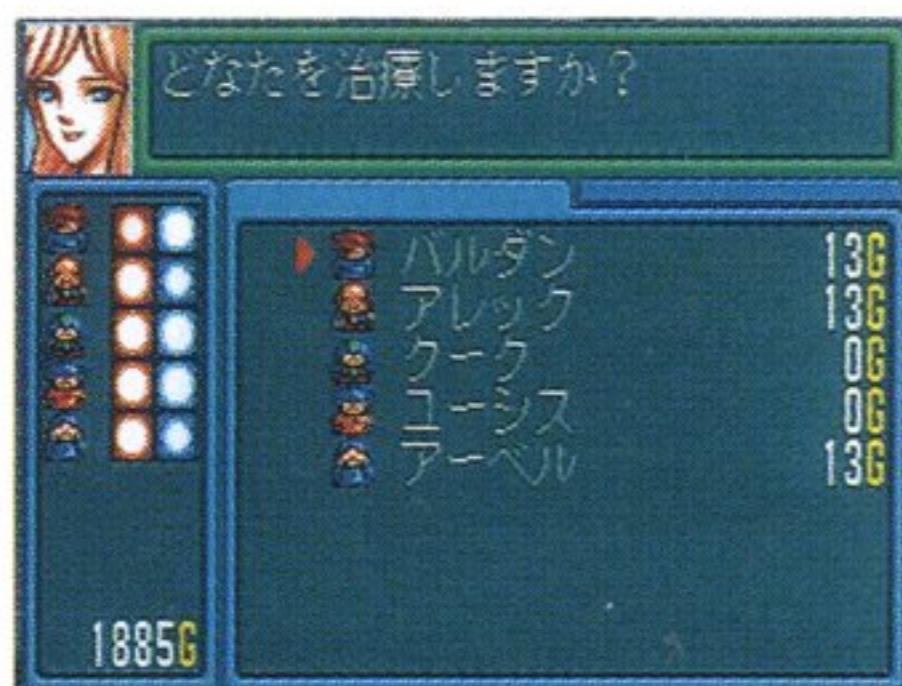 どなたを治療しますか？
バルダン 13G
アレック 13G
クーク 0G
ユーシス 0G
アーベル 13G
1885G